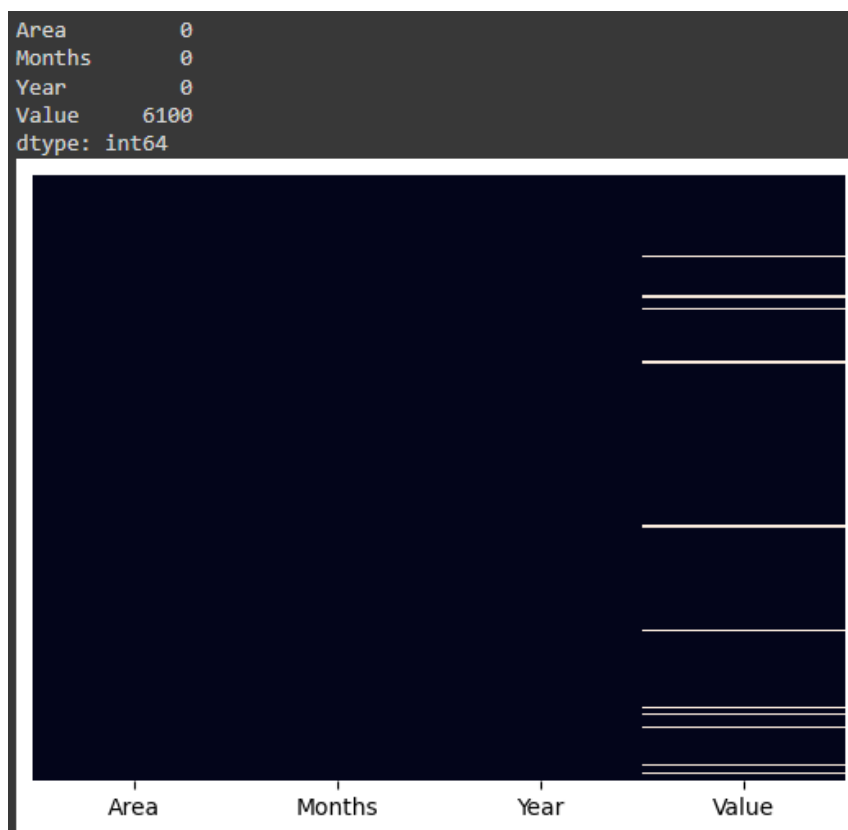 Area 0
Months 0
Year 0
Value 6100
dtype: int64
Area Months Year Value